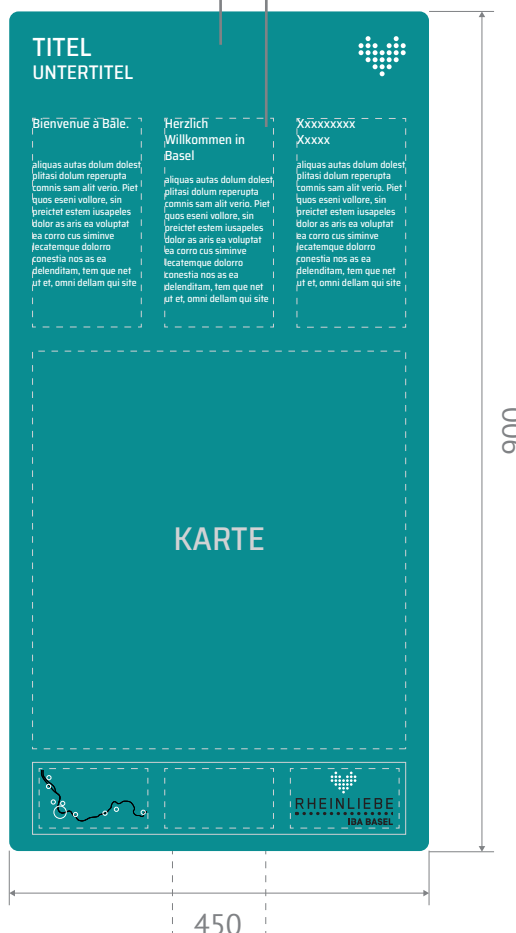 TITEL
UNTERTITEL
Bienvenue à Bâle.
aliquas autas dolum dolest
plitasi dolum reperupta
comnis sam alit verio. Piet
quos eseni vollore, sin
preictet estem iusapeles
dolor as aris ea voluptat
ea corro cus siminve
lecatemque dolorro
conestia nos as ea
delenditam, tem que net
ut et, omni dellam qui site
Herzlich
Willkommen in
Basel
aliquas autas dolum dolest
plitasi dolum reperupta
comnis sam alit verio. Piet
quos eseni vollore, sin
preictet estem iusapeles
dolor as aris ea voluptat
ea corro cus siminve
lecatemque dolorro
conestia nos as ea
delenditam, tem que net
ut et, omni dellam qui site
Xxxxxxxxx
Xxxxx
aliquas autas dolum dolest
plitasi dolum reperupta
comnis sam alit verio. Piet
quos eseni vollore, sin
preictet estem iusapeles
dolor as aris ea voluptat
ea corro cus siminve
lecatemque dolorro
conestia nos as ea
delenditam, tem que net
ut et, omni dellam qui site
KARTE
RHEINLIEBE
IBA BASEL
900
450